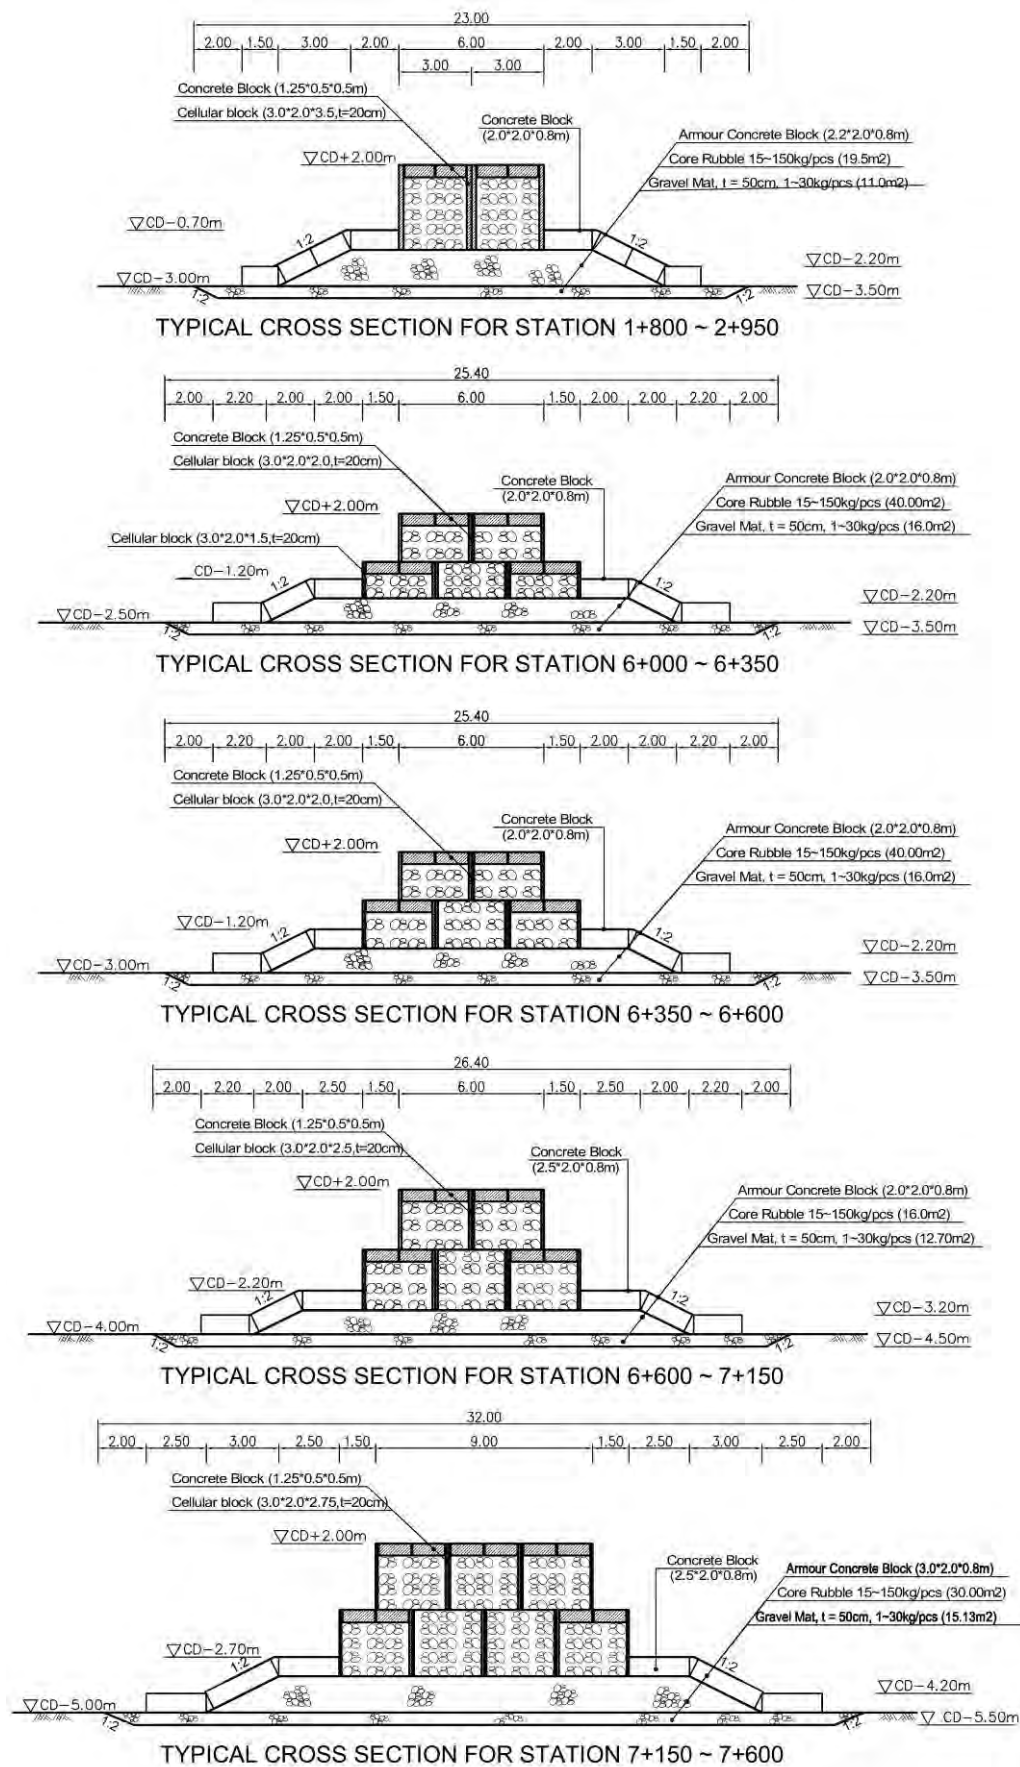 23.00
2.00 1.50 3.00 2.00 6.00 2.00 3.00 1.50 2.00
3.00 3.00
Concrete Block (1.25*0.5*0.5m)
Cellular block (3.0*2.0*3.5,t=20cm)
Concrete Block
(2.0*2.0*0.8m)
Armour Concrete Block (2.2*2.0*0.8m)
Core Rubble 15~150kg/pcs (19.5m2)
Gravel Mat, t = 50cm, 1~30kg/pcs (11.0m2)
▽CD+2.00m
▽CD-0.70m
1:2 1:2
▽CD-2.20m
▽CD-3.00m
▽CD-3.50m
1:2 1:2
TYPICAL CROSS SECTION FOR STATION 1+800 ~ 2+950
25.40
2.00 2.20 2.00 2.00 1.50 6.00 1.50 2.00 2.00 2.20 2.00
Concrete Block (1.25*0.5*0.5m)
Cellular block (3.0*2.0*2.0,t=20cm)
Concrete Block
(2.0*2.0*0.8m)
Armour Concrete Block (2.0*2.0*0.8m)
Core Rubble 15~150kg/pcs (40.00m2)
Gravel Mat, t = 50cm, 1~30kg/pcs (16.0m2)
▽CD+2.00m
Cellular block (3.0*2.0*1.5,t=20cm)
CD-1.20m
1:2 1:2
▽CD-2.20m
▽CD-2.50m
▽CD-3.50m
1:2 1:2
TYPICAL CROSS SECTION FOR STATION 6+000 ~ 6+350
25.40
2.00 2.20 2.00 2.00 1.50 6.00 1.50 2.00 2.00 2.20 2.00
Concrete Block (1.25*0.5*0.5m)
Cellular block (3.0*2.0*2.0,t=20cm)
Concrete Block
(2.0*2.0*0.8m)
Armour Concrete Block (2.0*2.0*0.8m)
Core Rubble 15~150kg/pcs (40.00m2)
Gravel Mat, t = 50cm, 1~30kg/pcs (16.0m2)
▽CD+2.00m
▽CD-1.20m
1:2 1:2
▽CD-2.20m
▽CD-3.00m
▽CD-3.50m
1:2 1:2
TYPICAL CROSS SECTION FOR STATION 6+350 ~ 6+600
26.40
2.00 2.20 2.00 2.50 1.50 6.00 1.50 2.50 2.00 2.20 2.00
Concrete Block (1.25*0.5*0.5m)
Cellular block (3.0*2.0*2.5,t=20cm)
Concrete Block
(2.5*2.0*0.8m)
Armour Concrete Block (2.0*2.0*0.8m)
Core Rubble 15~150kg/pcs (16.0m2)
Gravel Mat, t = 50cm, 1~30kg/pcs (12.70m2)
▽CD+2.00m
▽CD-2.20m
1:2 1:2
▽CD-3.20m
▽CD-4.00m
▽CD-4.50m
1:2 1:2
TYPICAL CROSS SECTION FOR STATION 6+600 ~ 7+150
32.00
2.00 2.50 3.00 2.50 1.50 9.00 1.50 2.50 3.00 2.50 2.00
Concrete Block (1.25*0.5*0.5m)
Cellular block (3.0*2.0*2.75,t=20cm)
▽CD+2.00m
Concrete Block
(2.5*2.0*0.8m)
Armour Concrete Block (3.0*2.0*0.8m)
Core Rubble 15~150kg/pcs (30.00m2)
Gravel Mat, t = 50cm, 1~30kg/pcs (15.13m2)
▽CD-2.70m
1:2 1:2
▽CD-4.20m
▽CD-5.00m
▽ CD-5.50m
1:2 1:2
TYPICAL CROSS SECTION FOR STATION 7+150 ~ 7+600